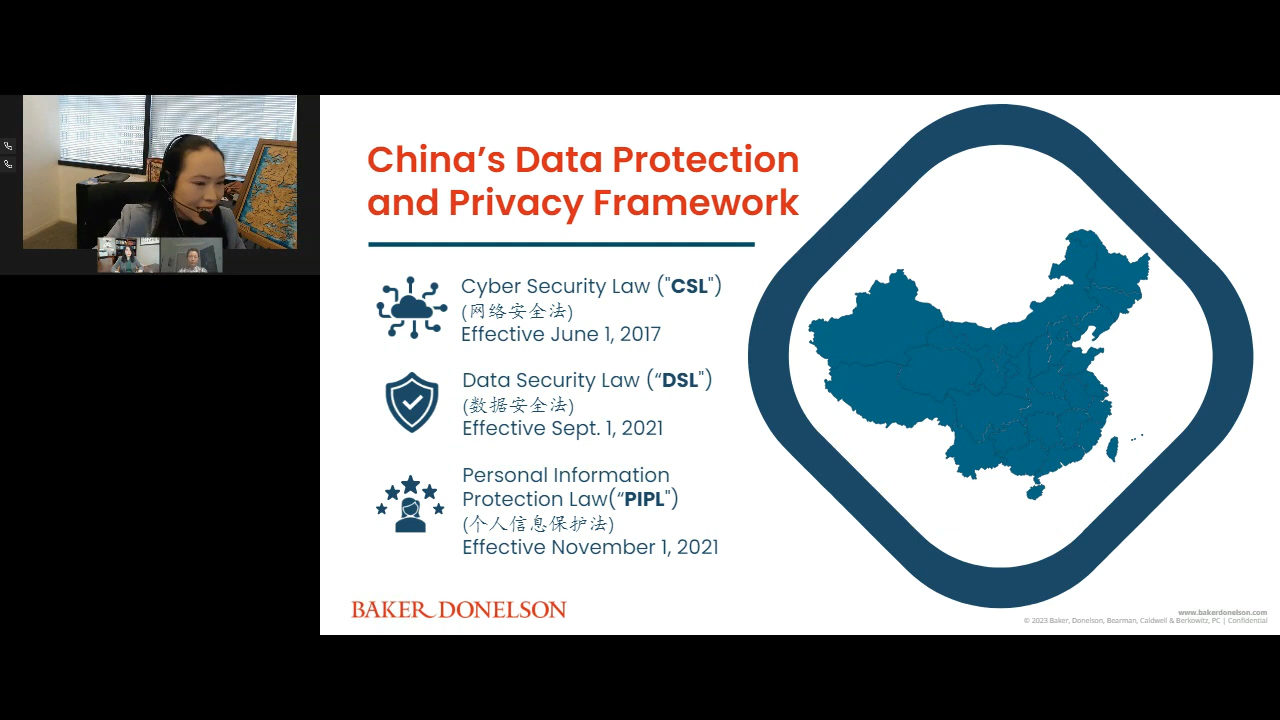 China’s Data Protection
and Privacy Framework
Cyber Security Law ("CSL")
(网络安全法)
Effective June 1, 2017
Data Security Law (“DSL")
(数据安全法)
Effective Sept. 1, 2021
Personal Information
Protection Law(“PIPL")
(个人信息保护法)
Effective November 1, 2021
BAKER DONELSON
www.bakerdonelson.com
© 2023 Baker, Donelson, Bearman, Caldwell & Berkowitz, PC | Confidential